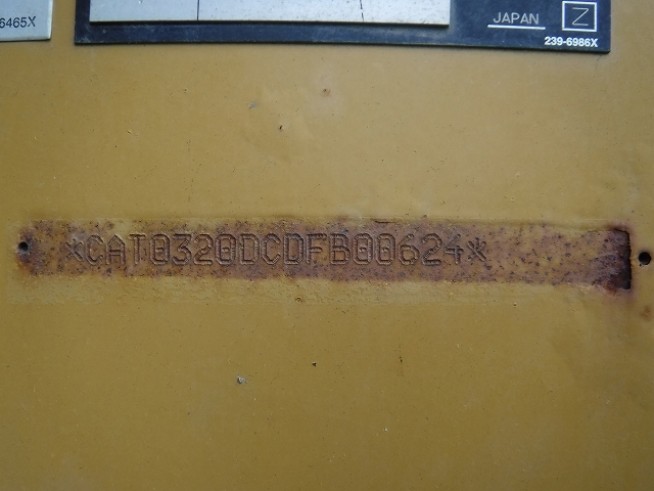 6465X
JAPAN Z
239-6986X
*CAT0320DCDFB00624*